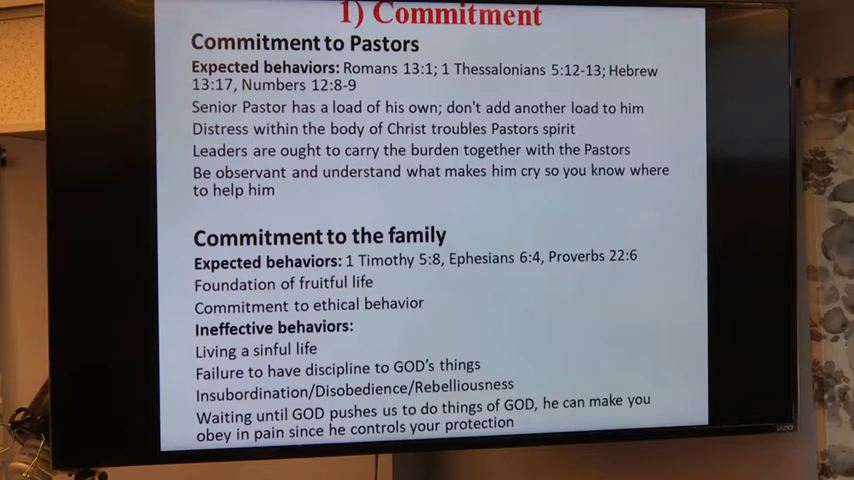 1) Commitment
Commitment to Pastors
Expected behaviors: Romans 13:1; 1 Thessalonians 5:12-13; Hebrew
13:17, Numbers 12:8-9
Senior Pastor has a load of his own; don't add another load to him
Distress within the body of Christ troubles Pastors spirit
Leaders are ought to carry the burden together with the Pastors
Be observant and understand what makes him cry so you know where
to help him
Commitment to the family
Expected behaviors: 1 Timothy 5:8, Ephesians 6:4, Proverbs 22:6
Foundation of fruitful life
Commitment to ethical behavior
Ineffective behaviors:
Living a sinful life
Failure to have discipline to GOD's things
Insubordination/Disobedience/Rebelliousness
Waiting until GOD pushes us to do things of GOD, he can make you
obey in pain since he controls your protection
VIZIO